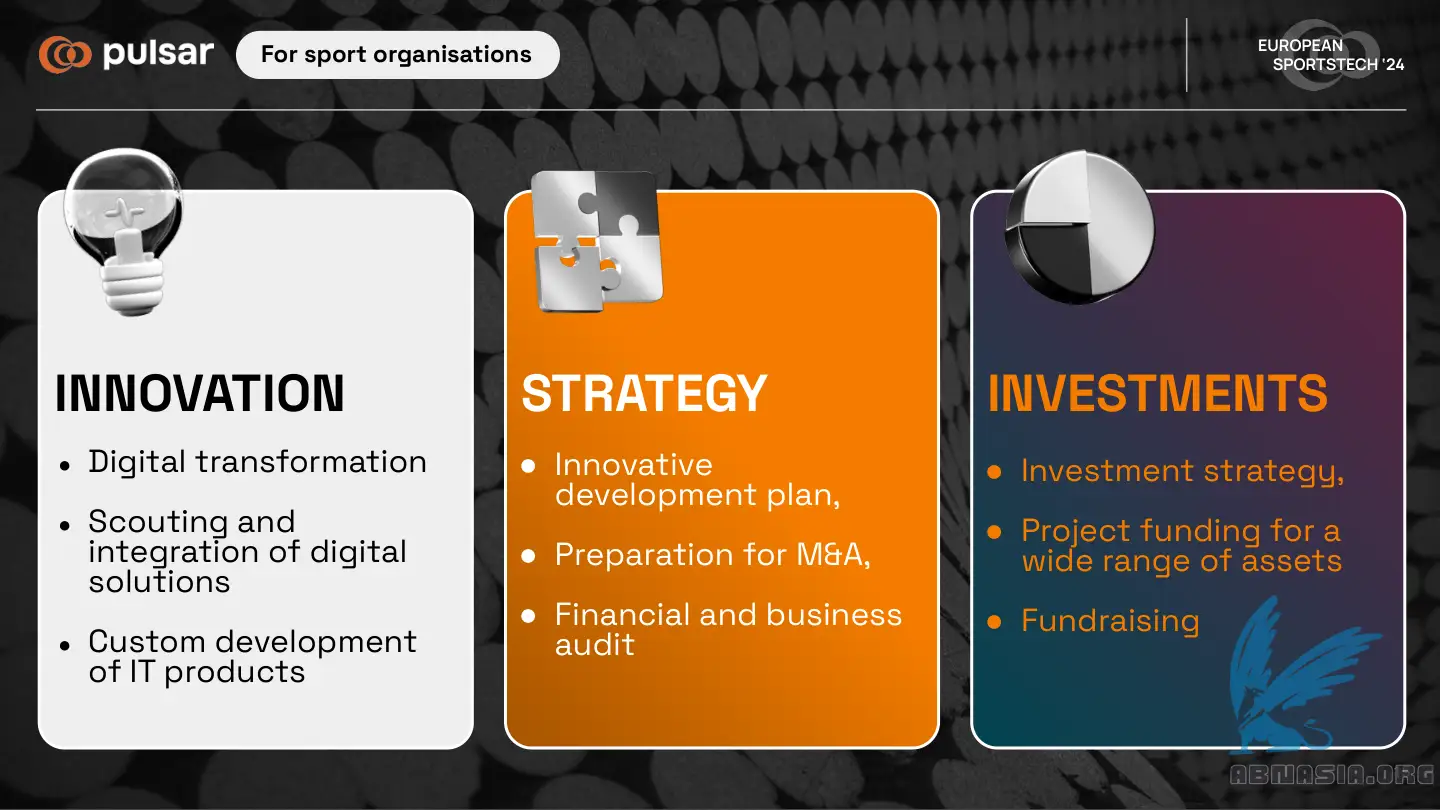 pulsar
For sport organisations
EUROPEAN
SPORTSTECH '24
INNOVATION
• Digital transformation
• Scouting and
integration of digital
solutions
• Custom development
of IT products
STRATEGY
• Innovative
development plan,
• Preparation for M&A,
• Financial and business
audit
INVESTMENTS
• Investment strategy,
• Project funding for a
wide range of assets
• Fundraising
ABNASIA.ORG